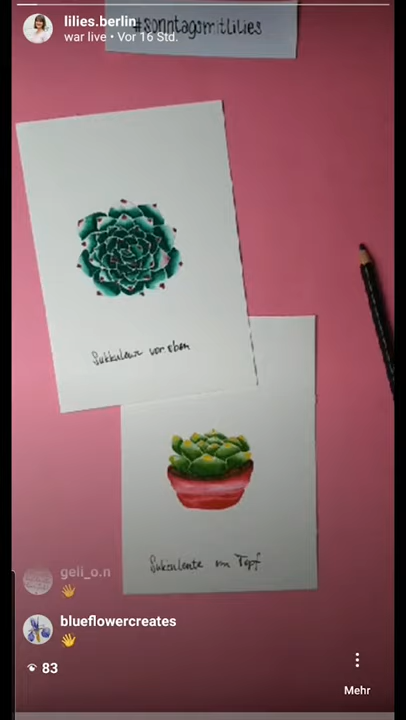 #sonntagsmitlilies
lilies.berlin
war live • Vor 16 Std.
Sukkulente von oben
Sukkulente im Topf
geli_o.n
👋
blueflowercreates
👋
83
Mehr